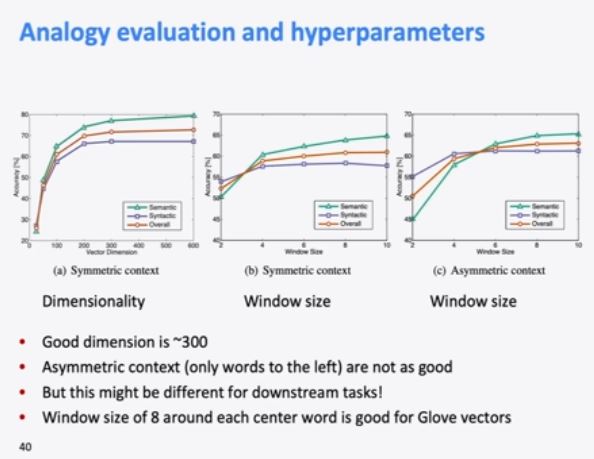 Analogy evaluation and hyperparameters
80
70
60
50
40
30
20
Accuracy [%]
0 100 200 300 400 500 600
Vector Dimension
Semantic
Syntactic
Overall
(a) Symmetric context
70
65
60
55
50
45
40
Accuracy [%]
2 4 6 8 10
Window Size
Semantic
Syntactic
Overall
(b) Symmetric context
70
65
60
55
50
45
40
Accuracy [%]
2 4 6 8 10
Window Size
Semantic
Syntactic
Overall
(c) Asymmetric context
Dimensionality
Window size
Window size
• Good dimension is ~300
• Asymmetric context (only words to the left) are not as good
• But this might be different for downstream tasks!
• Window size of 8 around each center word is good for Glove vectors
40